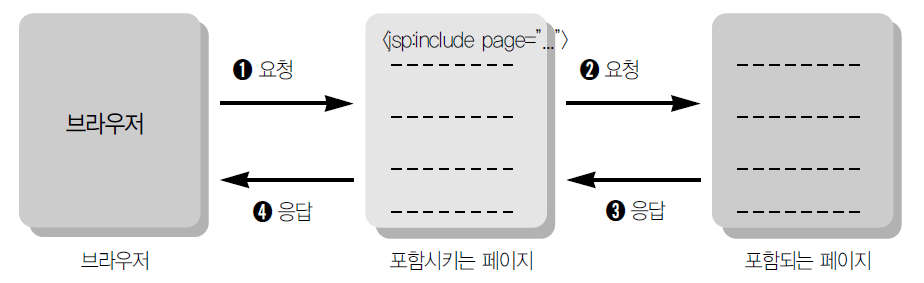 〈jsp:include page="..."〉
❶ 요청
❷ 요청
브라우저
❹ 응답
❸ 응답
브라우저
포함시키는 페이지
포함되는 페이지